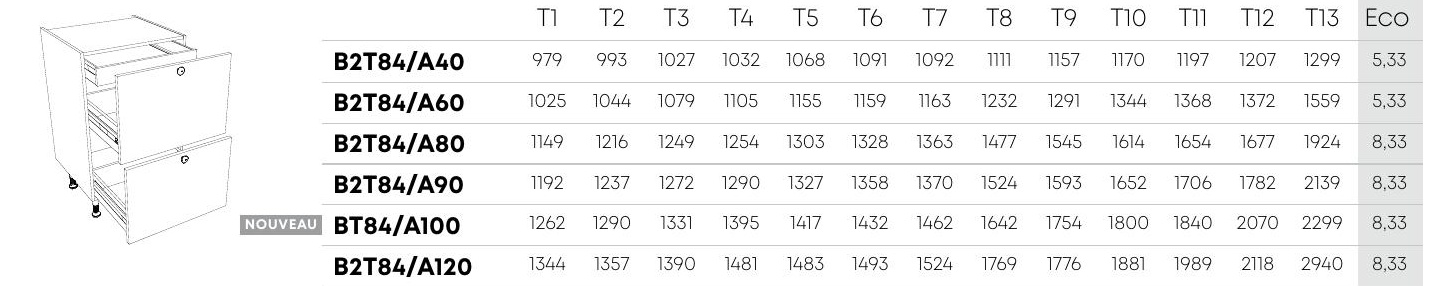 T1 T2 T3 T4 T5 T6 T7 T8 T9 T10 T11 T12 T13 Eco
B2T84/A40 979 993 1027 1032 1068 1091 1092 1111 1157 1170 1197 1207 1299 5,33
B2T84/A60 1025 1044 1079 1105 1155 1159 1163 1232 1291 1344 1368 1372 1559 5,33
B2T84/A80 1149 1216 1249 1254 1303 1328 1363 1477 1545 1614 1654 1677 1924 8,33
B2T84/A90 1192 1237 1272 1290 1327 1358 1370 1524 1593 1652 1706 1782 2139 8,33
NOUVEAU BT84/A100 1262 1290 1331 1395 1417 1432 1462 1642 1754 1800 1840 2070 2299 8,33
B2T84/A120 1344 1357 1390 1481 1483 1493 1524 1769 1776 1881 1989 2118 2940 8,33